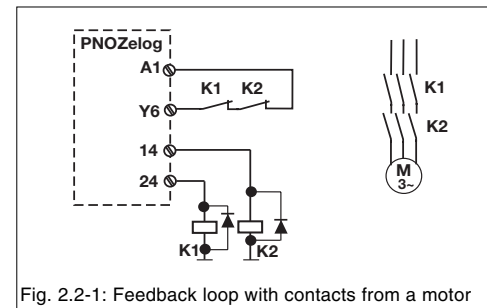 PNOZelog
A1
K1 K2
Y6
14
24
K1
K2
K1
K2
M
3~
Fig. 2.2-1: Feedback loop with contacts from a motor